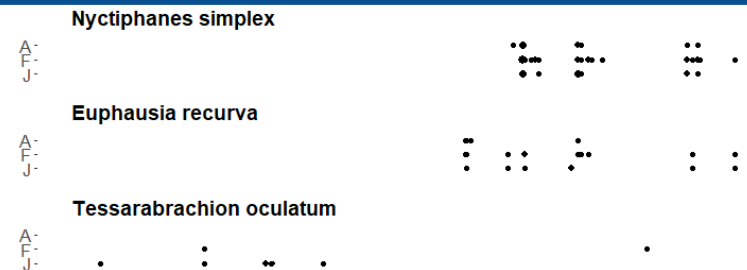 Nyctiphanes simplex
A
F
J
Euphausia recurva
A
F
J
Tessarabrachion oculatum
A
F
J